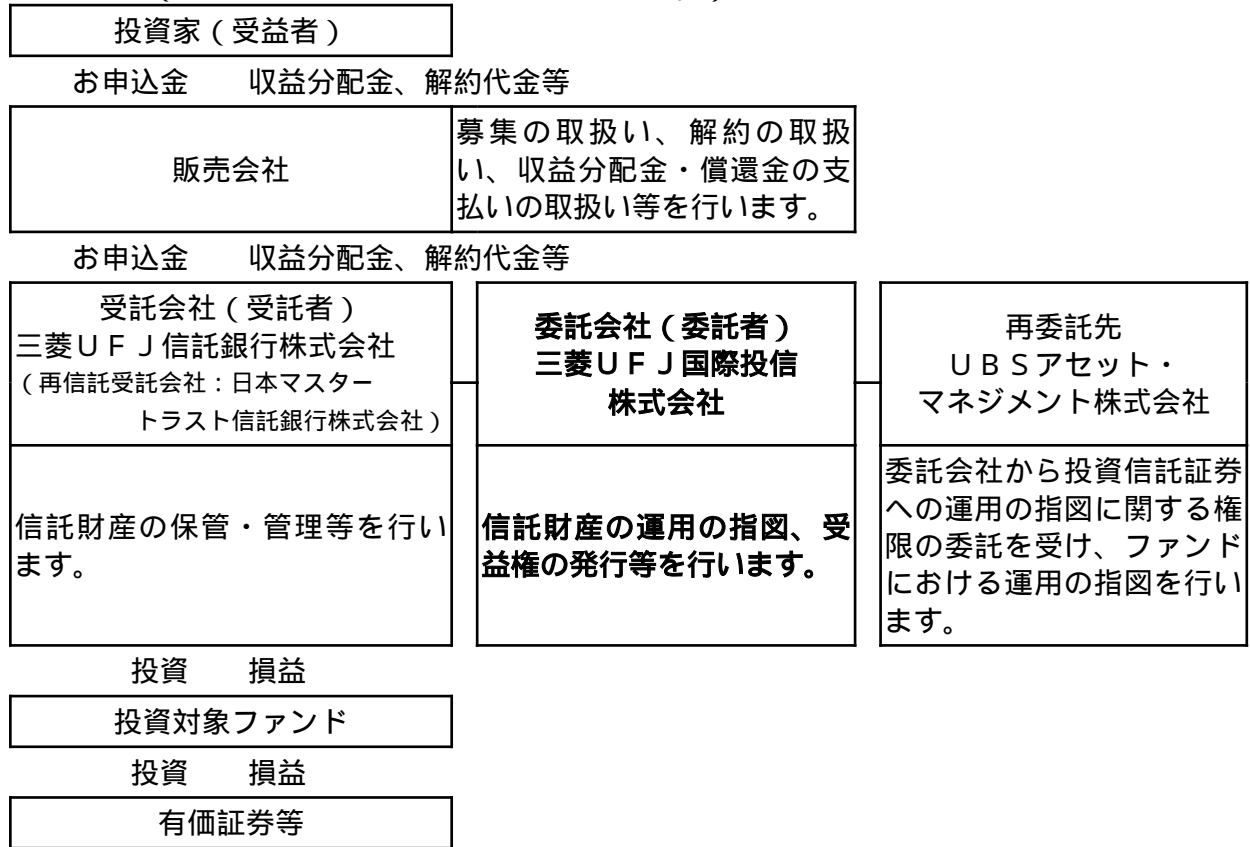 投資家（受益者）
お申込金　収益分配金、解約代金等
販売会社
募集の取扱い、解約の取扱
い、収益分配金・償還金の支
払いの取扱い等を行います。
お申込金　収益分配金、解約代金等
受託会社（受託者）
三菱ＵＦＪ信託銀行株式会社
（再信託受託会社：日本マスター
トラスト信託銀行株式会社）
委託会社（委託者）
三菱ＵＦＪ国際投信
株式会社
再委託先
ＵＢＳアセット・
マネジメント株式会社
信託財産の保管・管理等を行い
ます。
信託財産の運用の指図、受
益権の発行等を行います。
委託会社から投資信託証券
への運用の指図に関する権
限の委託を受け、ファンド
における運用の指図を行い
ます。
投資　損益
投資対象ファンド
投資　損益
有価証券等